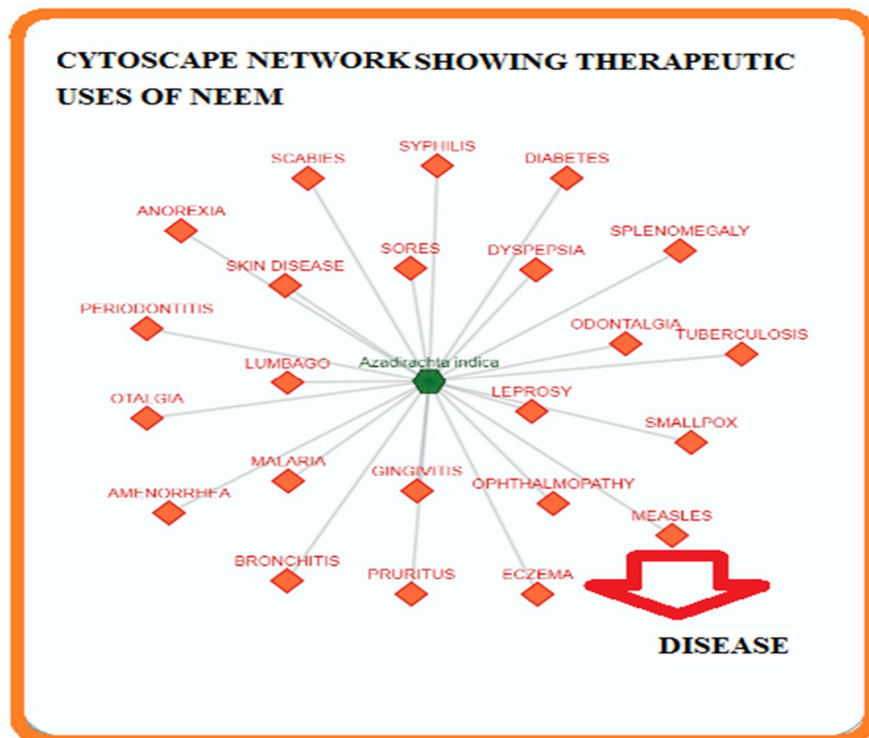 CYTOSCAPE NETWORK SHOWING THERAPEUTIC
USES OF NEEM
SYPHILIS
SCABIES
DIABETES
ANOREXIA
SPLENOMEGALY
SORES
DYSPEPSIA
SKIN DISEASE
PERIODONTITIS
ODONTALGIA
TUBERCULOSIS
LUMBAGO
Azadirachta indica
OTALGIA
LEPROSY
SMALLPOX
MALARIA
GINGIVITIS
OPHTHALMOPATHY
AMENORRHEA
MEASLES
BRONCHITIS
PRURITUS
ECZEMA
DISEASE